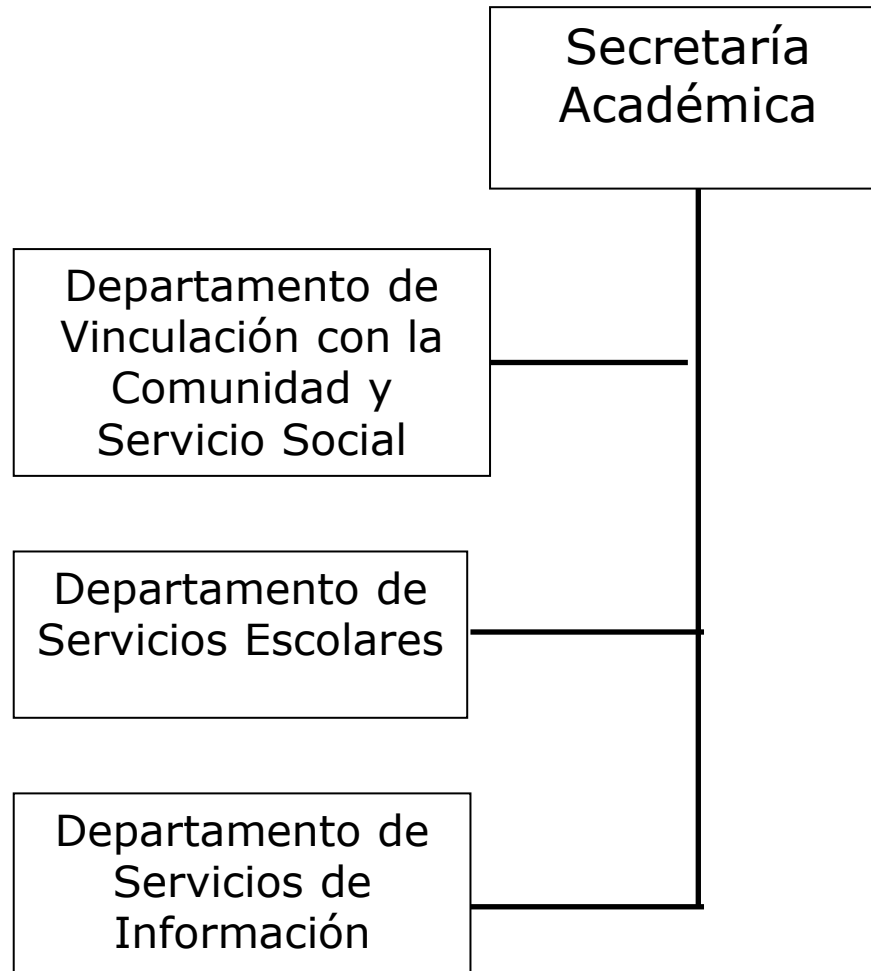 Secretaría
Académica
Departamento de
Vinculación con la
Comunidad y
Servicio Social
Departamento de
Servicios Escolares
Departamento de
Servicios de
Información